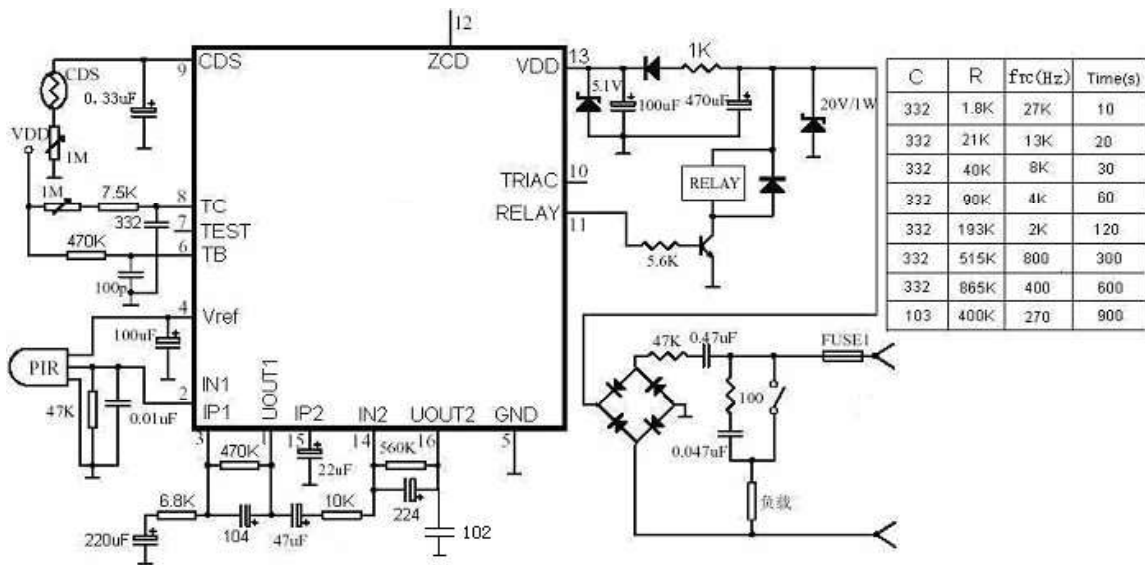 12
9
CDS
ZCD
VDD
13
1K
CDS
0.33uF
5.1V
100uF
470uF
20V/1W
VDD
1M
TRIAC
10
RELAY
1M
7.5K
8
TC
RELAY
11
332
7
TEST
470K
6
TB
5.6K
100p
4
Vref
100uF
PIR
47K
0.47uF
FUSE1
2
IN1
UOUT1
47K
0.01uF
IP1
IP2
IN2
UOUT2
GND
100
3
1
15
14
16
5
0.047uF
470K
22uF
560K
6.8K
10K
224
负载
220uF
104
47uF
102
C R frc(Hz) Time(s)
332 1.8K 27K 10
332 21K 13K 20
332 40K 8K 30
332 90K 4K 60
332 193K 2K 120
332 515K 800 300
332 865K 400 600
103 400K 270 900